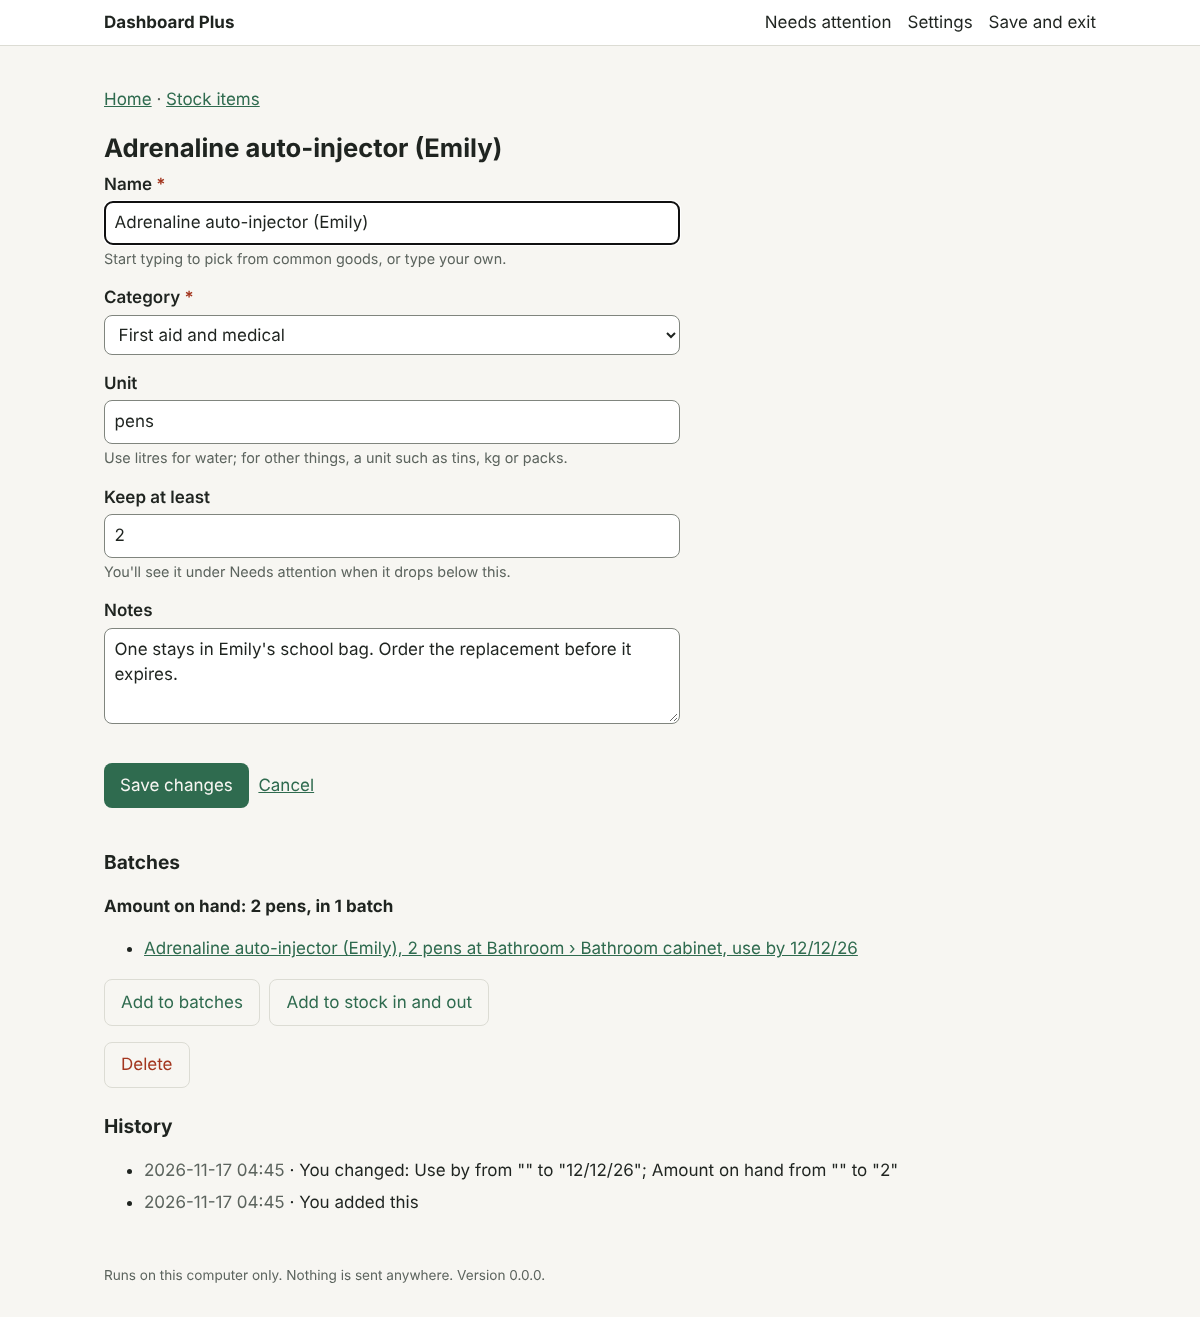 Dashboard Plus
Needs attention Settings Save and exit
Home · Stock items
Adrenaline auto-injector (Emily)
Name *
Adrenaline auto-injector (Emily)
Start typing to pick from common goods, or type your own.
Category *
First aid and medical
Unit
pens
Use litres for water; for other things, a unit such as tins, kg or packs.
Keep at least
2
You'll see it under Needs attention when it drops below this.
Notes
One stays in Emily's school bag. Order the replacement before it
expires.
Save changes Cancel
Batches
Amount on hand: 2 pens, in 1 batch
Adrenaline auto-injector (Emily), 2 pens at Bathroom › Bathroom cabinet, use by 12/12/26
Add to batches Add to stock in and out
Delete
History
2026-11-17 04:45 · You changed: Use by from "" to "12/12/26"; Amount on hand from "" to "2"
2026-11-17 04:45 · You added this
Runs on this computer only. Nothing is sent anywhere. Version 0.0.0.